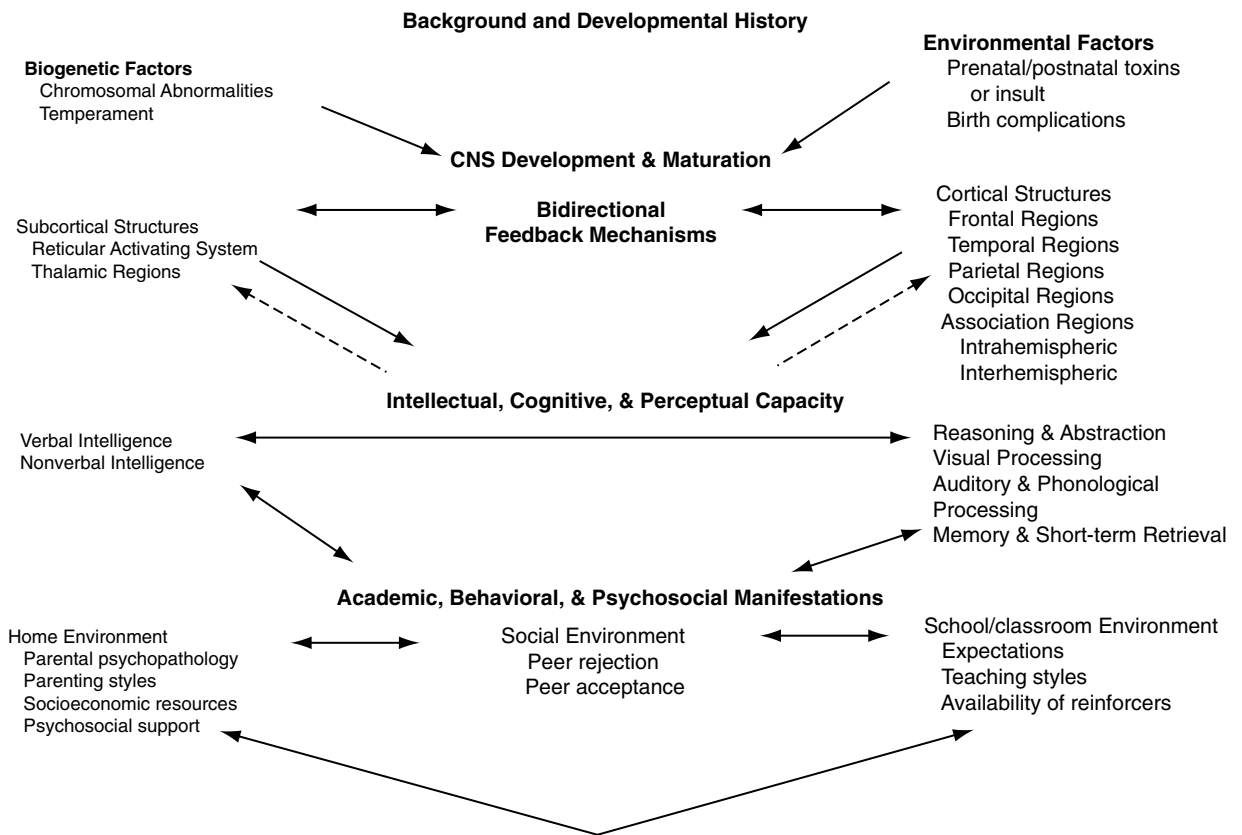 Background and Developmental History
Biogenetic Factors
Chromosomal Abnormalities
Temperament
Environmental Factors
Prenatal/postnatal toxins
or insult
Birth complications
CNS Development & Maturation
Subcortical Structures
Reticular Activating System
Thalamic Regions
Bidirectional
Feedback Mechanisms
Cortical Structures
Frontal Regions
Temporal Regions
Parietal Regions
Occipital Regions
Association Regions
Intrahemispheric
Interhemispheric
Intellectual, Cognitive, & Perceptual Capacity
Verbal Intelligence
Nonverbal Intelligence
Reasoning & Abstraction
Visual Processing
Auditory & Phonological
Processing
Memory & Short-term Retrieval
Academic, Behavioral, & Psychosocial Manifestations
Home Environment
Parental psychopathology
Parenting styles
Socioeconomic resources
Psychosocial support
Social Environment
Peer rejection
Peer acceptance
School/classroom Environment
Expectations
Teaching styles
Availability of reinforcers